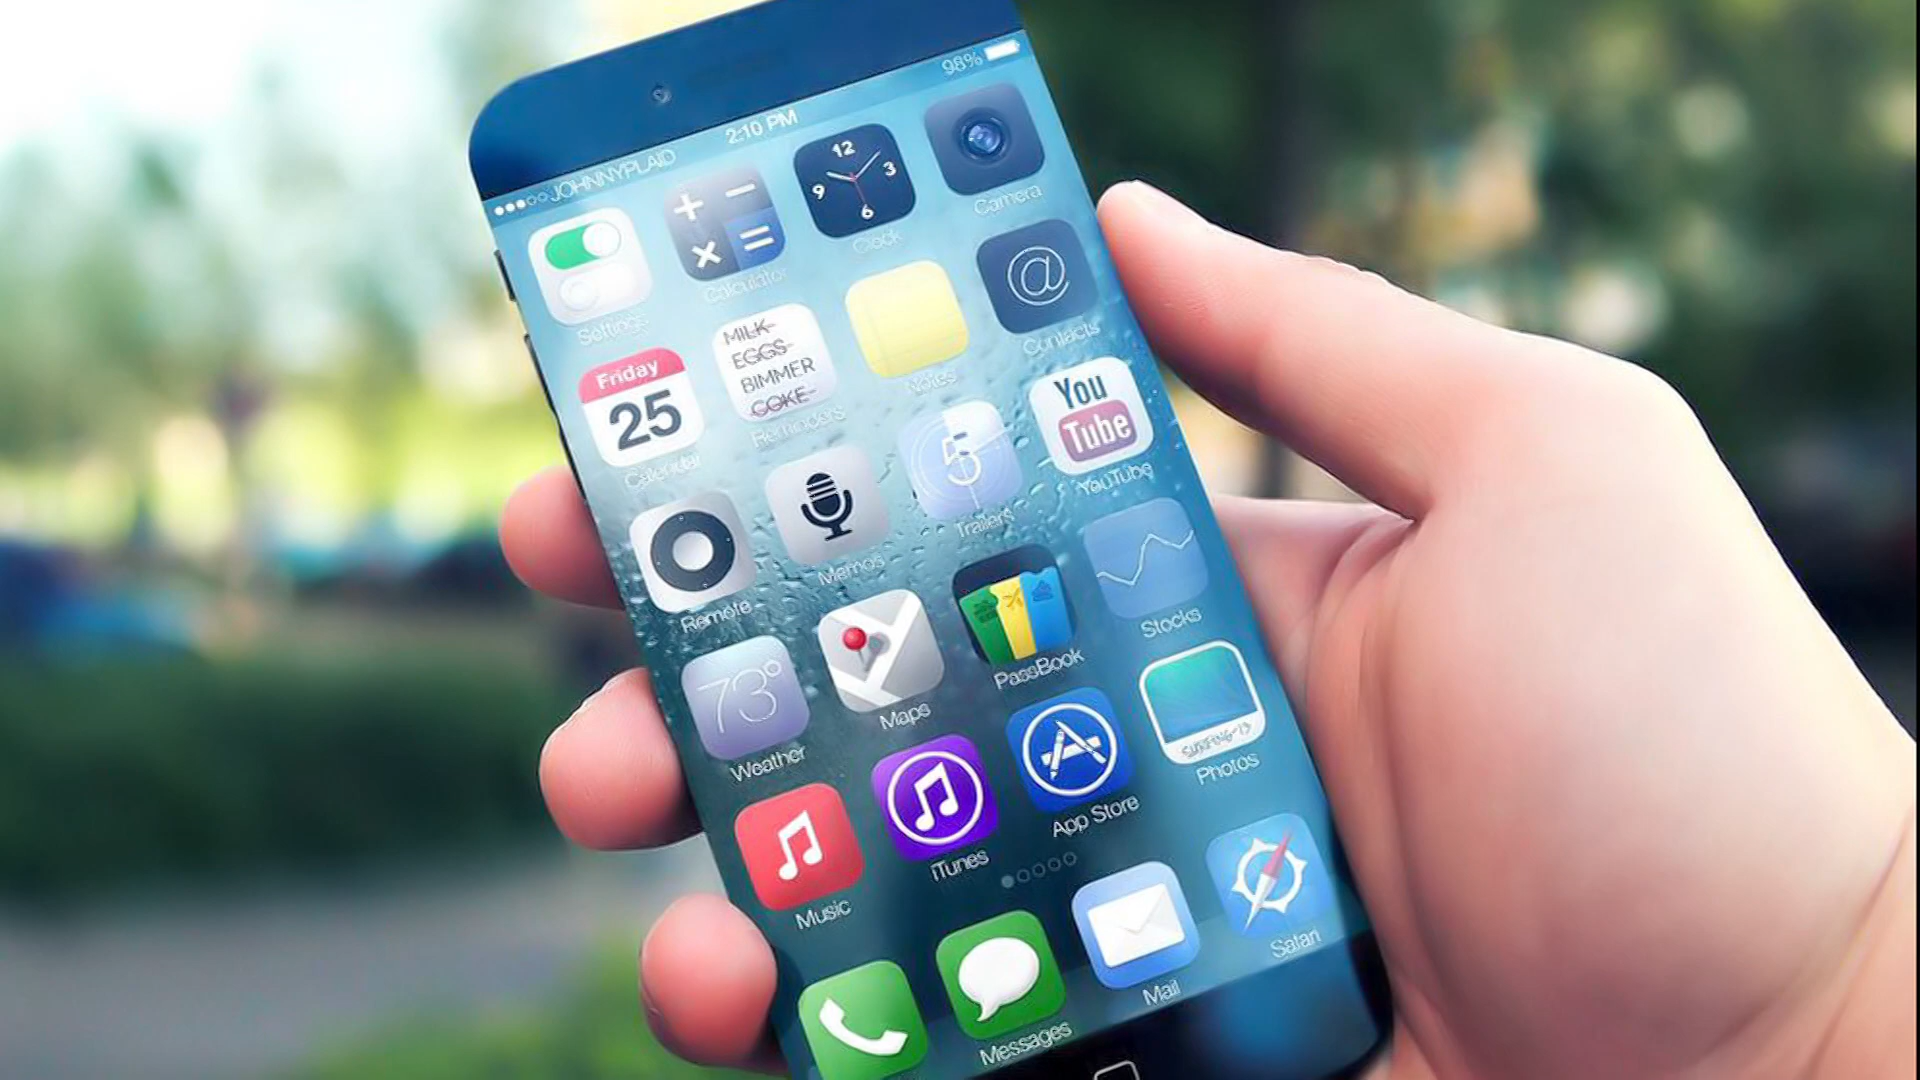 98%
2:10 PM
JOHNNYPLAID
12
3
6
9
Camera
Clock
Calculator
Settings
@
Contacts
Notes
MILK
EGGS
BIMMER
COKE
Reminders
Friday
25
Calendar
You
Tube
YouTube
5
Trailers
Memos
Remote
Stocks
PassBook
Maps
73°
Weather
Photos
App Store
iTunes
Music
Safari
Mail
Messages